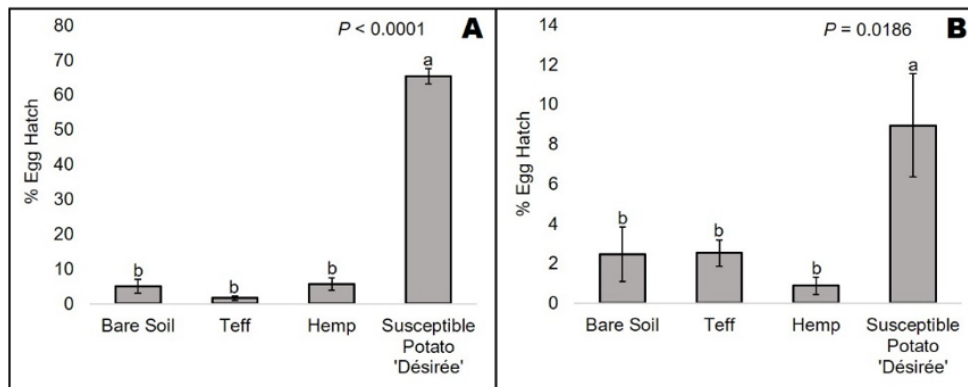 P < 0.0001
A
80
70
60
50
40
30
20
10
0
% Egg Hatch
b
b
b
a
Bare Soil
Teff
Hemp
Susceptible
Potato
'Désirée'
P = 0.0186
B
14
12
10
8
6
4
2
0
% Egg Hatch
b
b
b
a
Bare Soil
Teff
Hemp
Susceptible
Potato
'Désirée'